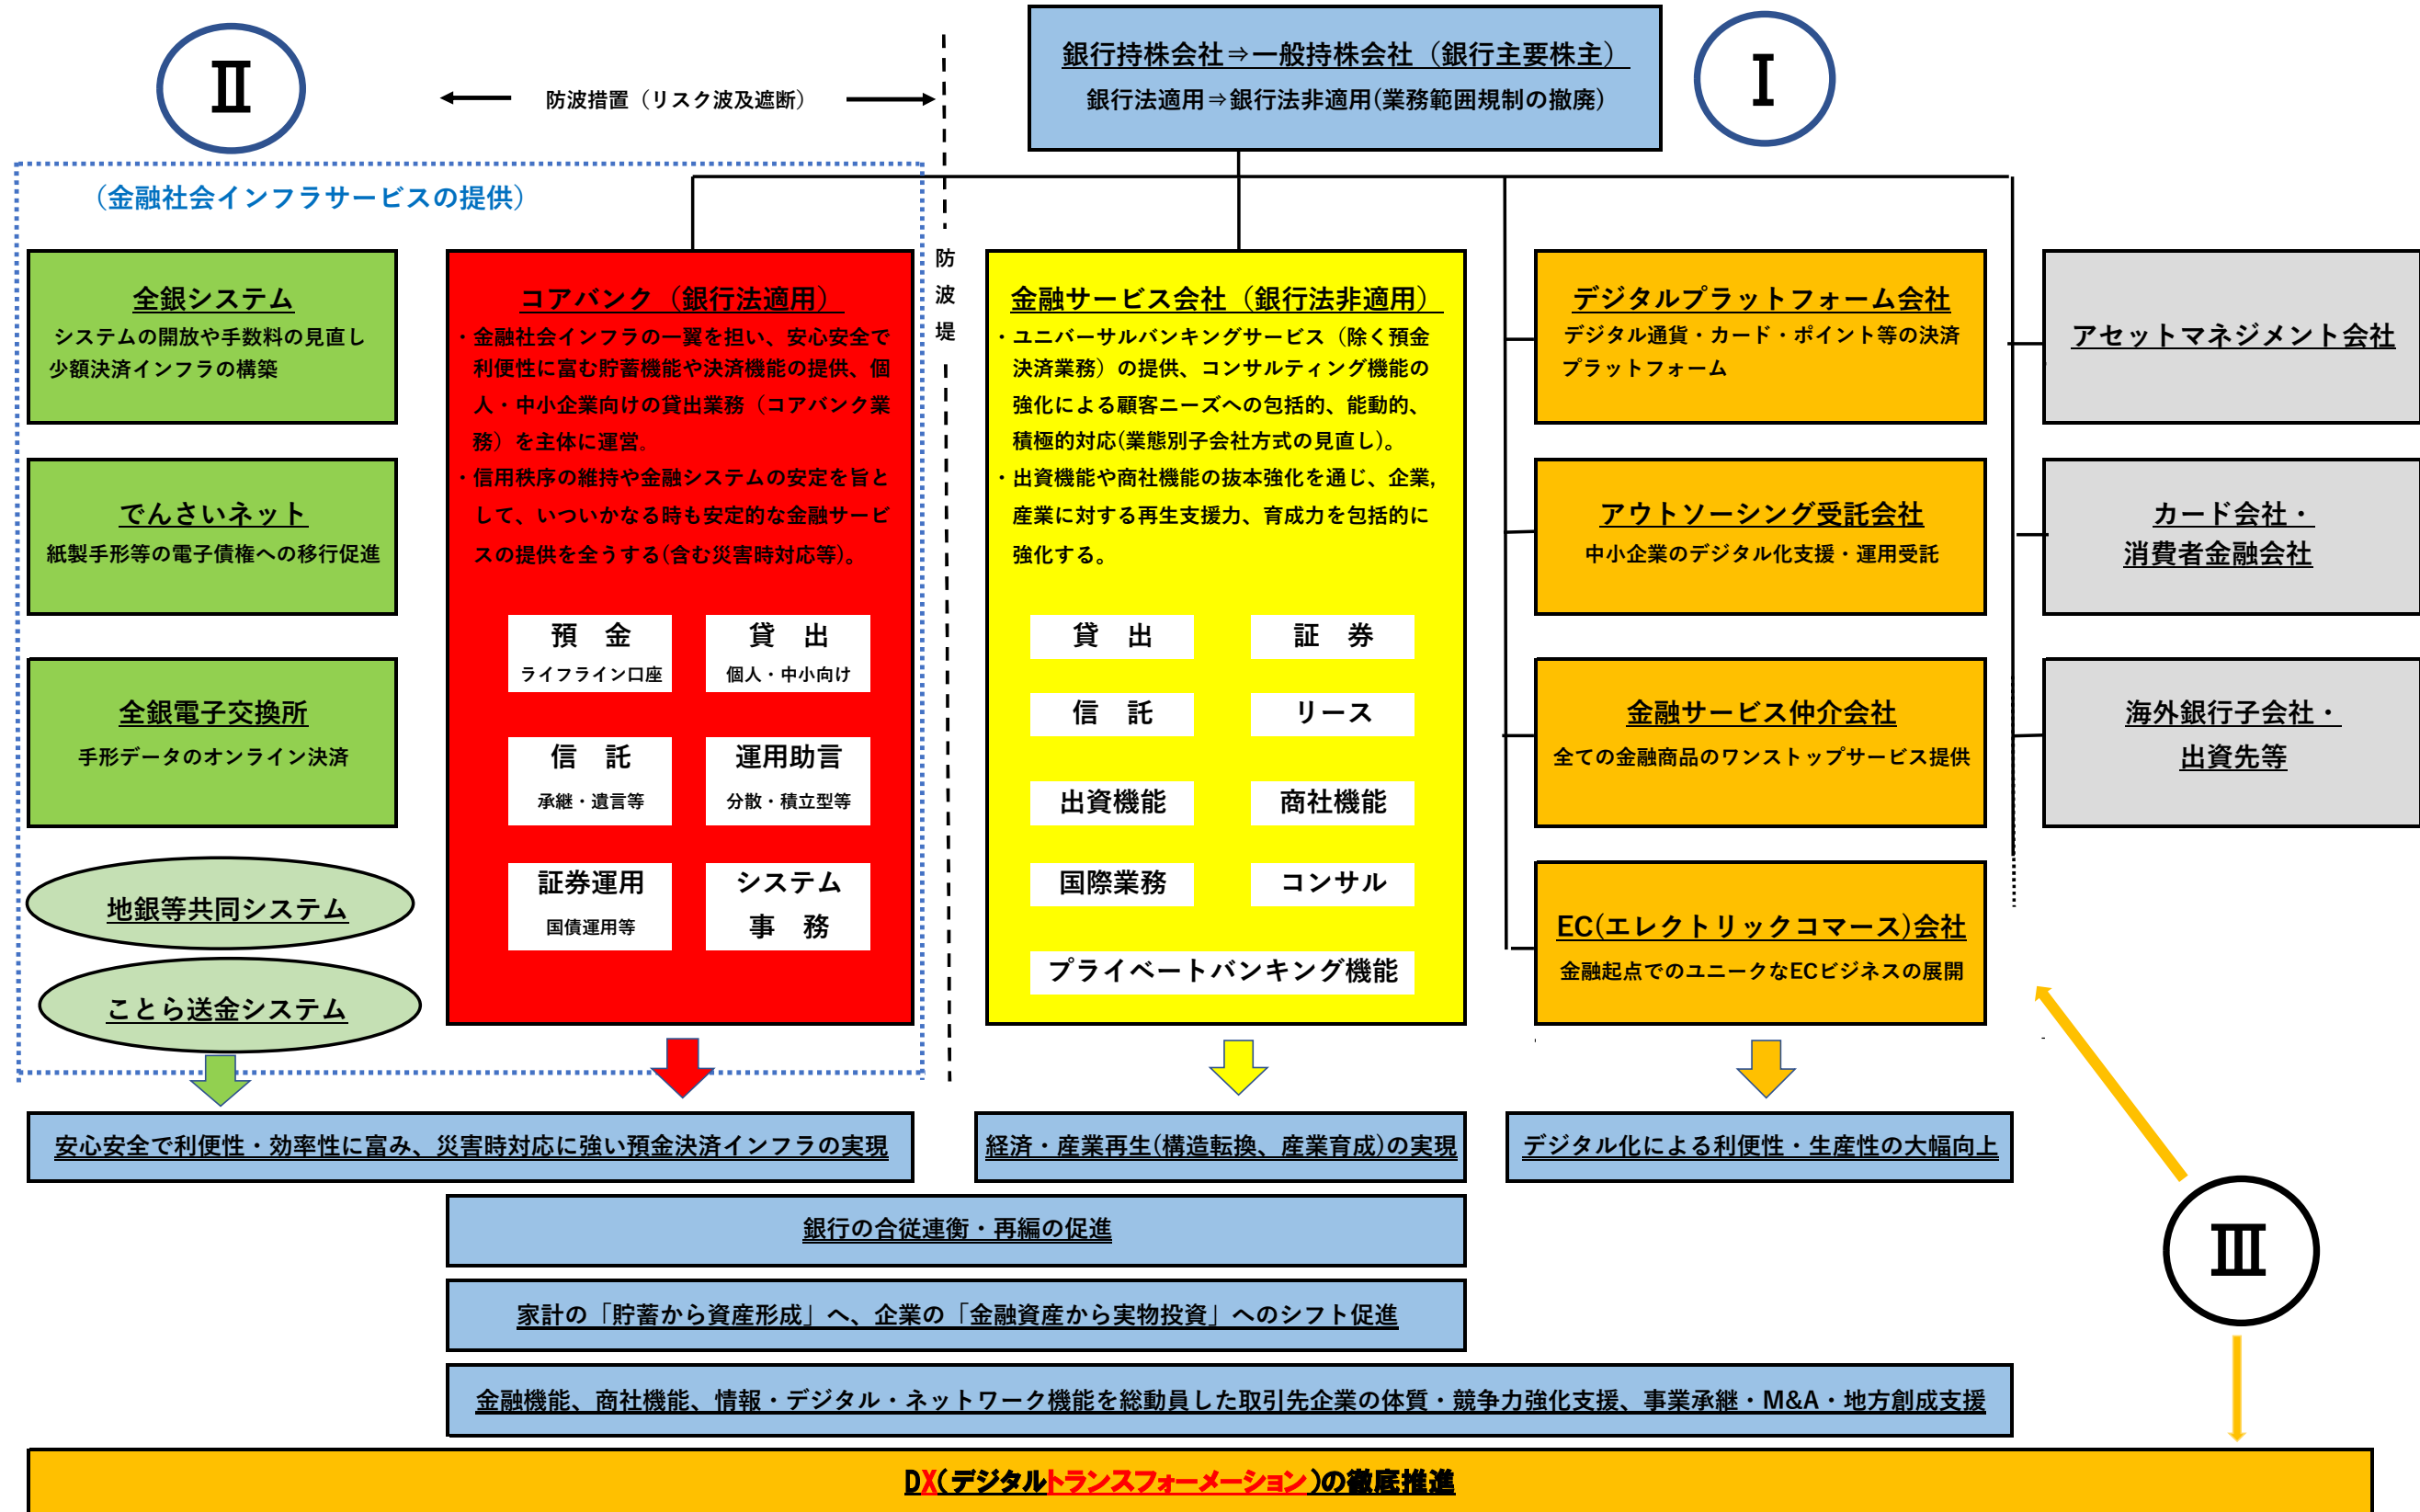 Ⅱ
防波措置（リスク波及遮断）
銀行持株会社⇒一般持株会社（銀行主要株主）
銀行法適用⇒銀行法非適用(業務範囲規制の撤廃)
Ⅰ
（金融社会インフラサービスの提供）
防
波
堤
全銀システム
システムの開放や手数料の見直し
少額決済インフラの構築
でんさいネット
紙製手形等の電子債権への移行促進
全銀電子交換所
手形データのオンライン決済
地銀等共同システム
ことら送金システム
コアバンク（銀行法適用）
・金融社会インフラの一翼を担い、安心安全で
利便性に富む貯蓄機能や決済機能の提供、個
人・中小企業向けの貸出業務（コアバンク業
務）を主体に運営。
・信用秩序の維持や金融システムの安定を旨と
して、いついかなる時も安定的な金融サービ
スの提供を全うする(含む災害時対応等)。
預　金
ライフライン口座
貸　出
個人・中小向け
信　託
承継・遺言等
運用助言
分散・積立型等
証券運用
国債運用等
システム
事　務
金融サービス会社（銀行法非適用）
・ユニバーサルバンキングサービス（除く預金
決済業務）の提供、コンサルティング機能の
強化による顧客ニーズへの包括的、能動的、
積極的対応(業態別子会社方式の見直し)。
・出資機能や商社機能の抜本強化を通じ、企業,
産業に対する再生支援力、育成力を包括的に
強化する。
貸　出
証　券
信　託
リース
出資機能
商社機能
国際業務
コンサル
プライベートバンキング機能
デジタルプラットフォーム会社
デジタル通貨・カード・ポイント等の決済
プラットフォーム
アウトソーシング受託会社
中小企業のデジタル化支援・運用受託
金融サービス仲介会社
全ての金融商品のワンストップサービス提供
EC(エレクトリックコマース)会社
金融起点でのユニークなECビジネスの展開
アセットマネジメント会社
カード会社・
消費者金融会社
海外銀行子会社・
出資先等
安心安全で利便性・効率性に富み、災害時対応に強い預金決済インフラの実現
経済・産業再生(構造転換、産業育成)の実現
デジタル化による利便性・生産性の大幅向上
銀行の合従連衡・再編の促進
家計の「貯蓄から資産形成」へ、企業の「金融資産から実物投資」へのシフト促進
金融機能、商社機能、情報・デジタル・ネットワーク機能を総動員した取引先企業の体質・競争力強化支援、事業承継・M&A・地方創成支援
Ⅲ
DX(デジタルトランスフォーメーション)の徹底推進